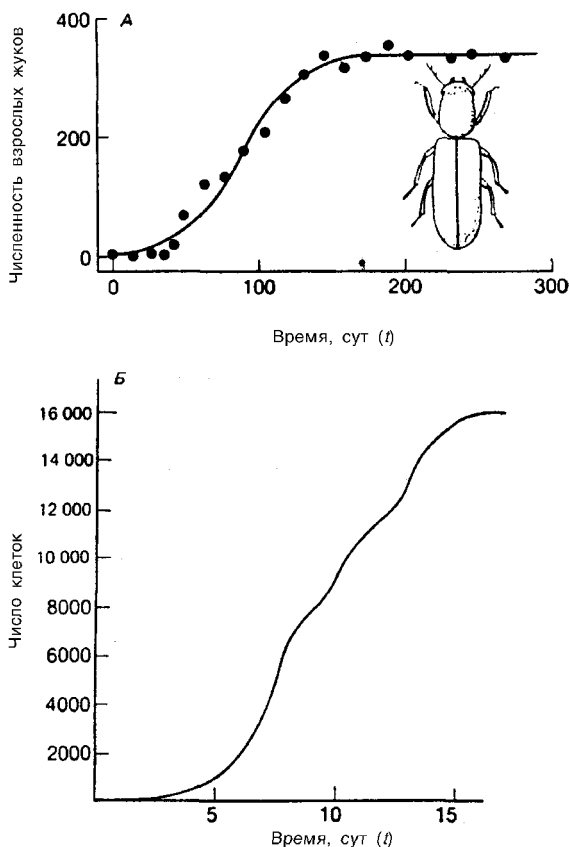 А
400
200
0
Численность взрослых жуков
0 100 200 300
Время, сут (t)
Б
16 000
14 000
12 000
10 000
8000
6000
4000
2000
Число клеток
5 10 15
Время, сут (t)